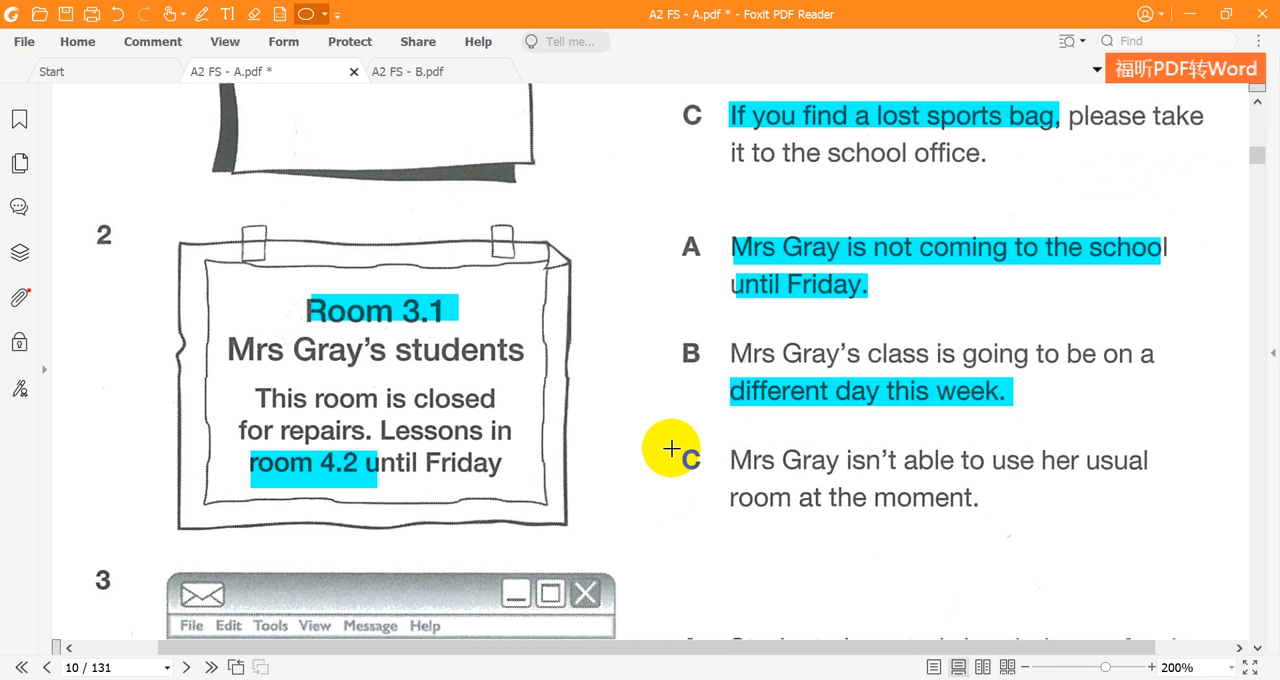 A2 FS - A.pdf * - Foxit PDF Reader
File Home Comment View Form Protect Share Help Tell me... Find
Start A2 FS - A.pdf * A2 FS - B.pdf 福昕PDF转Word
C If you find a lost sports bag, please take
it to the school office.
2
Room 3.1
Mrs Gray's students
This room is closed
for repairs. Lessons in
room 4.2 until Friday
A Mrs Gray is not coming to the school
until Friday.
B Mrs Gray's class is going to be on a
different day this week.
C Mrs Gray isn't able to use her usual
room at the moment.
3
File Edit Tools View Message Help
10 / 131 200%